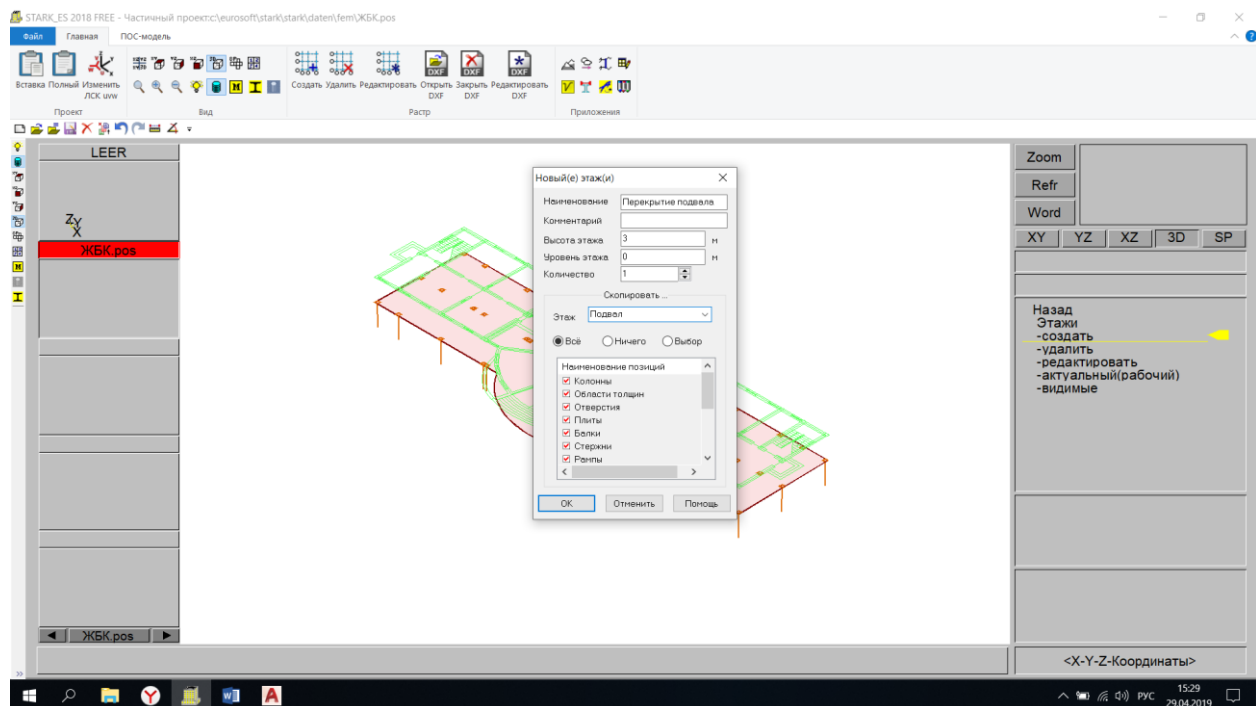 STARK_ES 2018 FREE - Частичный проект:c:\eurosoft\stark\stark\daten\fem\ЖБК.pos
Файл Главная ПОС-модель
Вставка Полный Изменить ЛСК uvw
Создать Удалить Редактировать Открыть DXF Закрыть DXF Редактировать DXF
Проект Вид Растр Приложения
LEER
Z
Y
X
ЖБК.pos
ЖБК.pos
Новый(е) этаж(и)
Наименование Перекрытие подвала
Комментарий
Высота этажа 3 м
Уровень этажа 0 м
Количество 1
Скопировать ...
Этаж Подвал
Всё Ничего Выбор
Наименование позиций
Колонны
Области толщин
Отверстия
Плиты
Балки
Стержни
Рампы
OK Отменить Помощь
Zoom
Refr
Word
XY YZ XZ 3D SP
Назад
Этажи
-создать
-удалить
-редактировать
-актуальный(рабочий)
-видимые
<X-Y-Z-Координаты>
РУС 15:29
29.04.2019